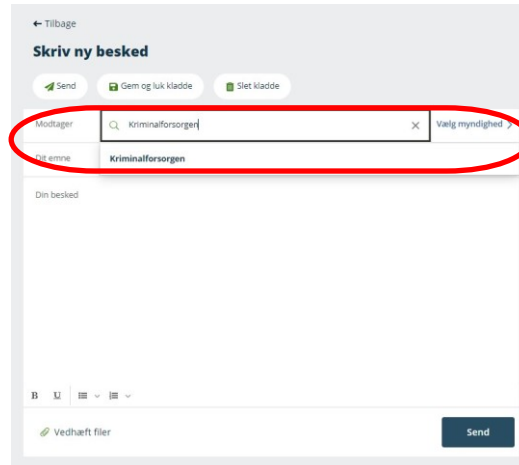 ← Tilbage
Skriv ny besked
Send Gem og luk kladde Slet kladde
Modtager Kriminalforsorgen Vælg myndighed
Dit emne Kriminalforsorgen
Din besked
B U
Vedhæft filer Send